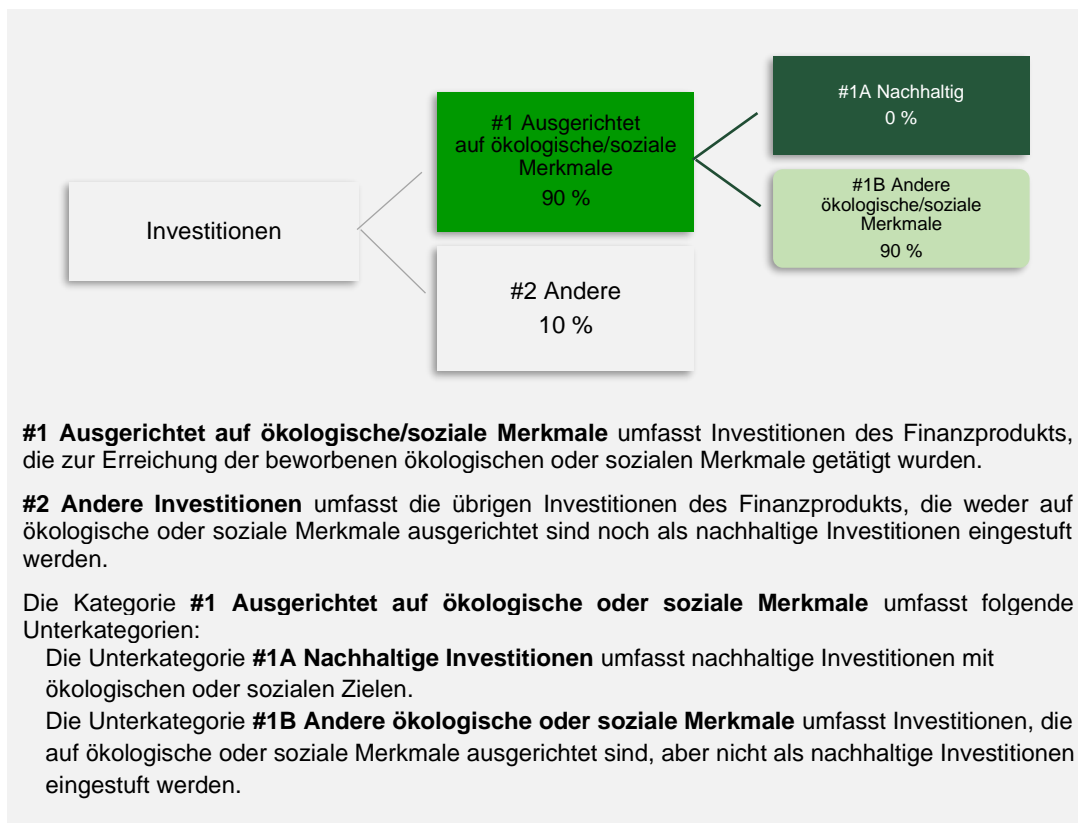 Investitionen
#1 Ausgerichtet
auf ökologische/soziale
Merkmale
90 %
#2 Andere
10 %
#1A Nachhaltig
0 %
#1B Andere
ökologische/soziale
Merkmale
90 %
#1 Ausgerichtet auf ökologische/soziale Merkmale umfasst Investitionen des Finanzprodukts,
die zur Erreichung der beworbenen ökologischen oder sozialen Merkmale getätigt wurden.
#2 Andere Investitionen umfasst die übrigen Investitionen des Finanzprodukts, die weder auf
ökologische oder soziale Merkmale ausgerichtet sind noch als nachhaltige Investitionen eingestuft
werden.
Die Kategorie #1 Ausgerichtet auf ökologische oder soziale Merkmale umfasst folgende
Unterkategorien:
Die Unterkategorie #1A Nachhaltige Investitionen umfasst nachhaltige Investitionen mit
ökologischen oder sozialen Zielen.
Die Unterkategorie #1B Andere ökologische oder soziale Merkmale umfasst Investitionen, die
auf ökologische oder soziale Merkmale ausgerichtet sind, aber nicht als nachhaltige Investitionen
eingestuft werden.